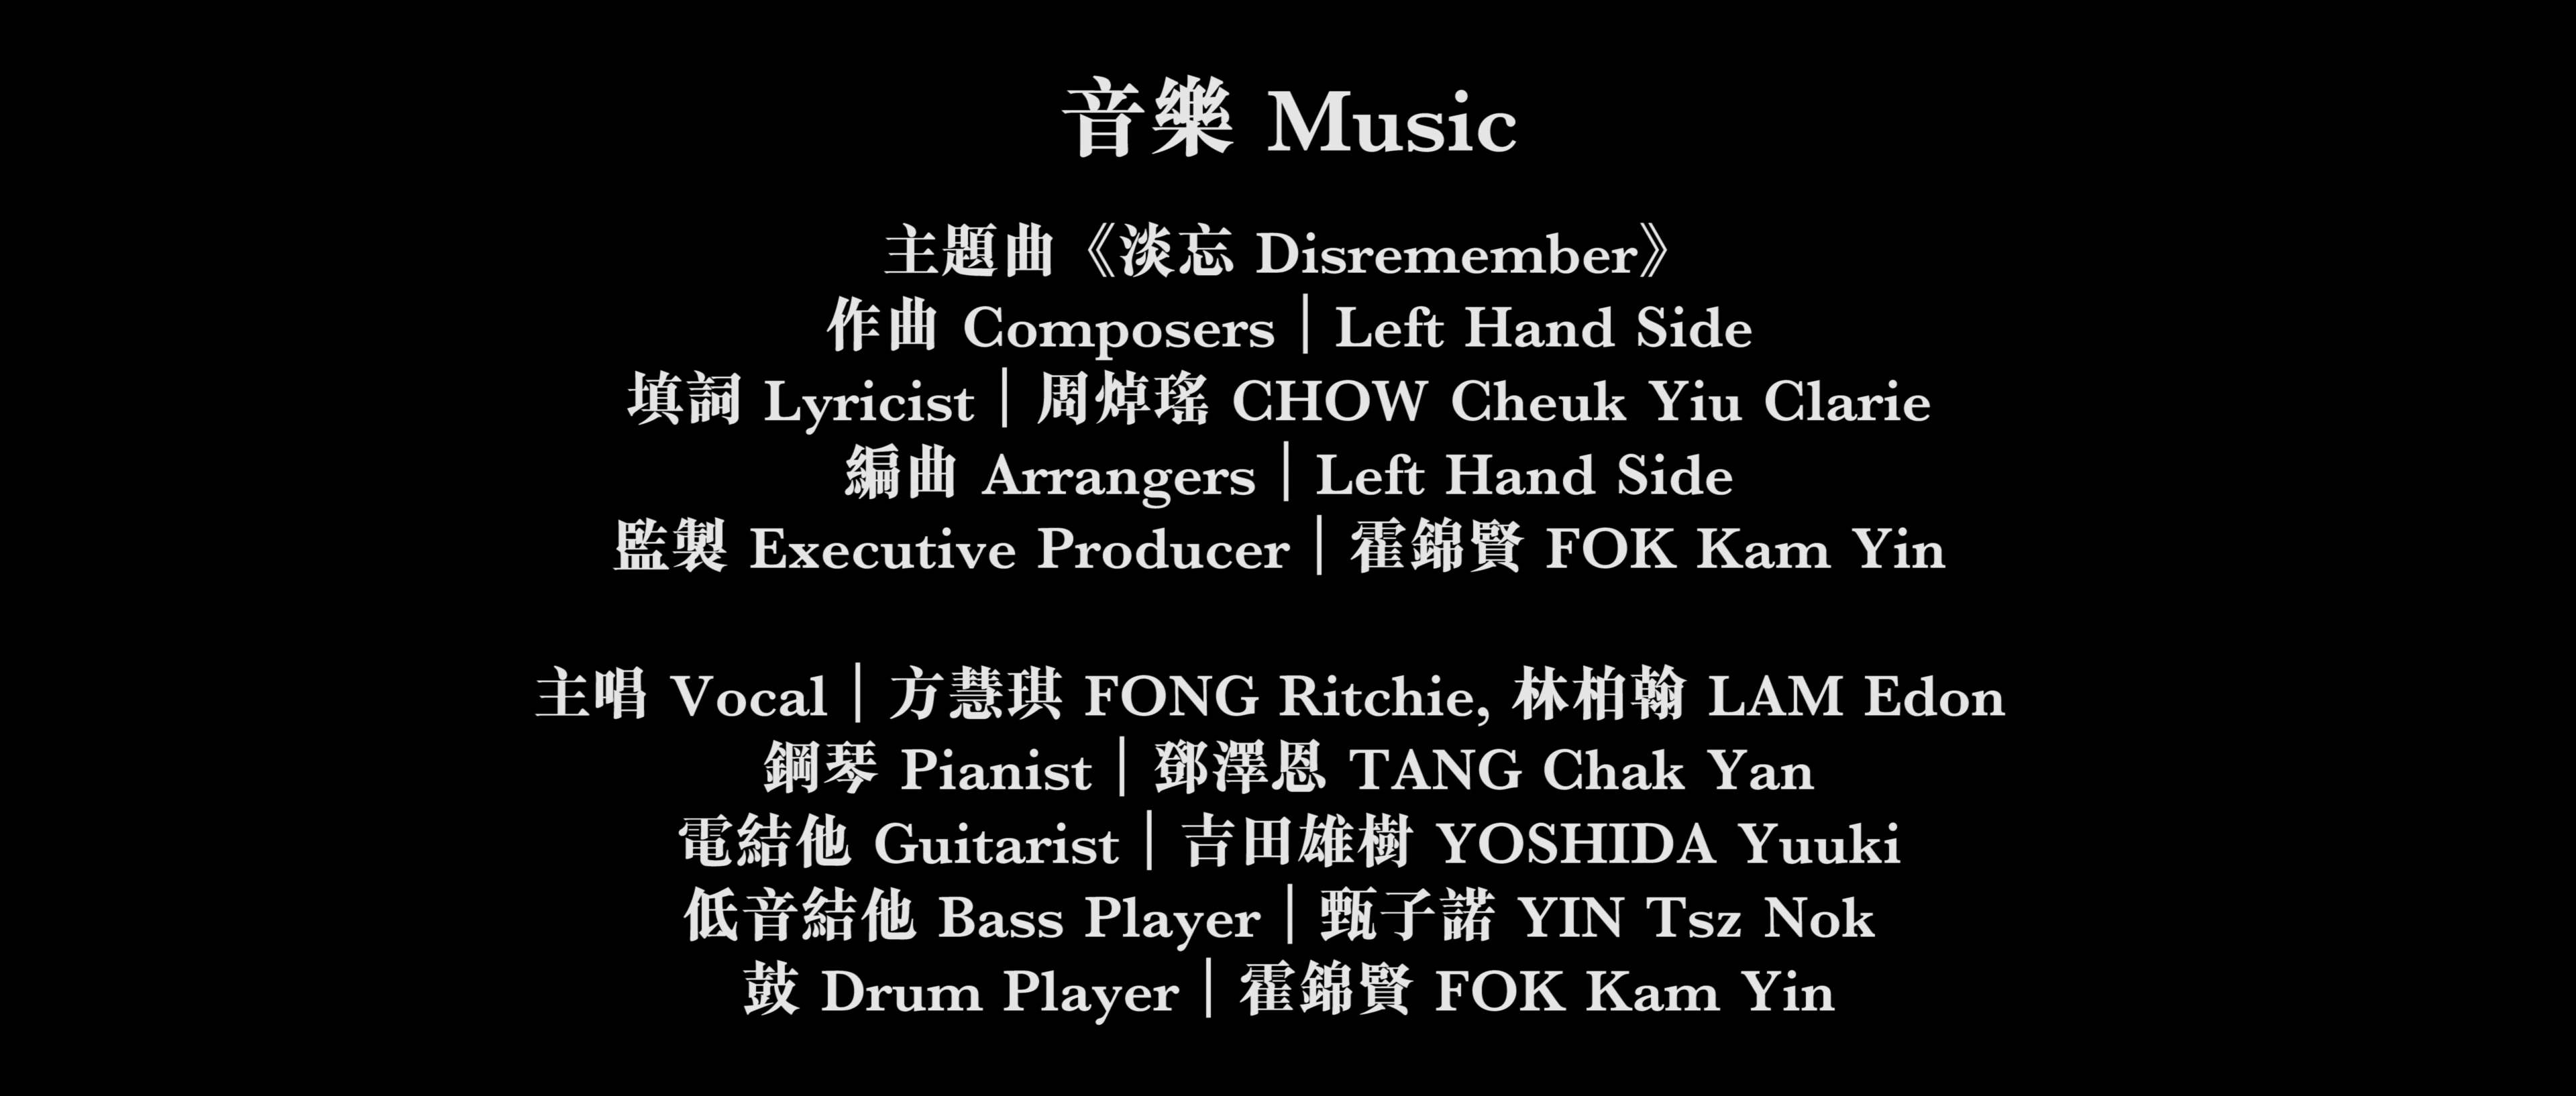 音樂 Music
主題曲《淡忘 Disremember》
作曲 Composers｜Left Hand Side
填詞 Lyricist｜周焯瑤 CHOW Cheuk Yiu Clarie
編曲 Arrangers｜Left Hand Side
監製 Executive Producer｜霍錦賢 FOK Kam Yin
主唱 Vocal｜方慧琪 FONG Ritchie, 林柏翰 LAM Edon
鋼琴 Pianist｜鄧澤恩 TANG Chak Yan
電結他 Guitarist｜吉田雄樹 YOSHIDA Yuuki
低音結他 Bass Player｜甄子諾 YIN Tsz Nok
鼓 Drum Player｜霍錦賢 FOK Kam Yin